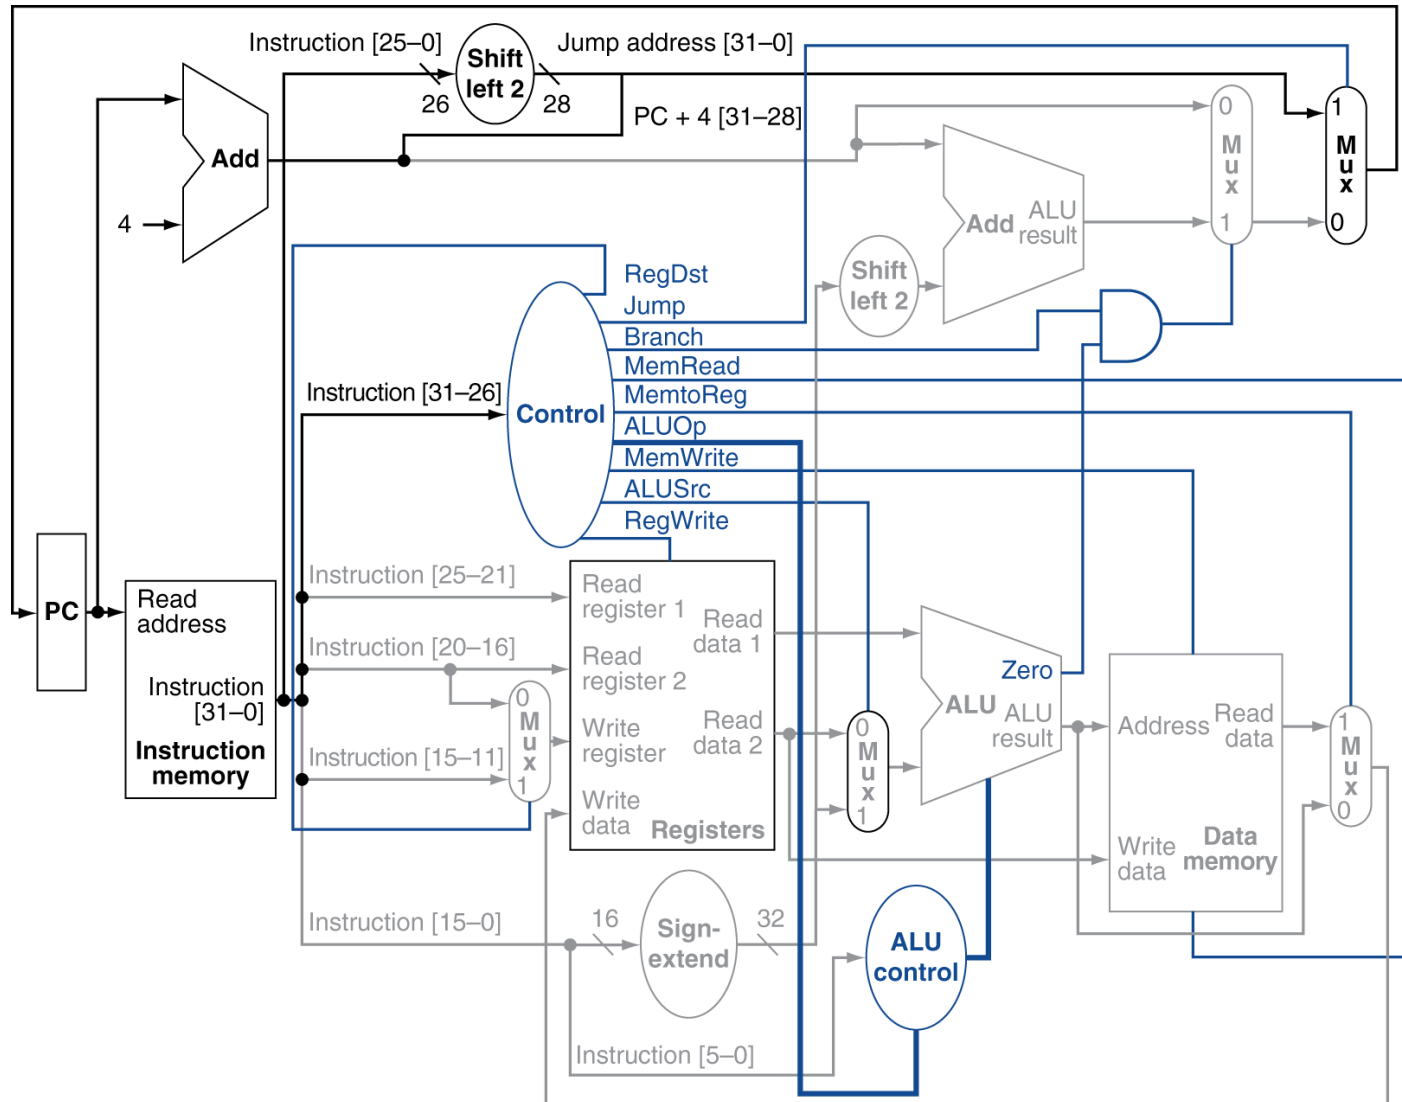 Instruction [25–0]
Shift
left 2
Jump address [31–0]
26
28
PC + 4 [31–28]
Add
4
0
M
u
x
1
1
M
u
x
0
Add
ALU
result
Shift
left 2
RegDst
Jump
Branch
MemRead
MemtoReg
ALUOp
MemWrite
ALUSrc
RegWrite
Instruction [31–26]
Control
PC
Read
address
Instruction
[31–0]
Instruction
memory
Instruction [25–21]
Instruction [20–16]
Instruction [15–11]
0
M
u
x
1
Read
register 1
Read
register 2
Write
register
Write
data
Read
data 1
Read
data 2
Registers
0
M
u
x
1
Zero
ALU
ALU
result
Address
Read
data
Write
data
Data
memory
1
M
u
x
0
Instruction [15–0]
16
Sign-
extend
32
ALU
control
Instruction [5–0]